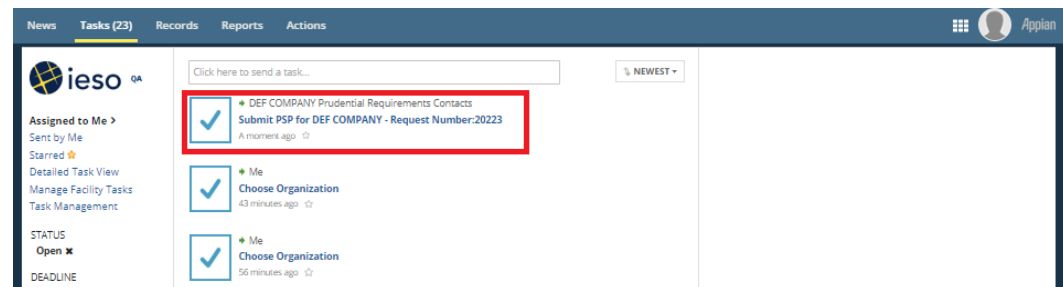 News Tasks (23) Records Reports Actions Appian
ieso QA
Assigned to Me >
Sent by Me
Starred
Detailed Task View
Manage Facility Tasks
Task Management
STATUS
Open ✖
DEADLINE
Click here to send a task...
NEWEST
DEF COMPANY Prudential Requirements Contacts
Submit PSP for DEF COMPANY - Request Number:20223
A moment ago
Me
Choose Organization
43 minutes ago
Me
Choose Organization
56 minutes ago